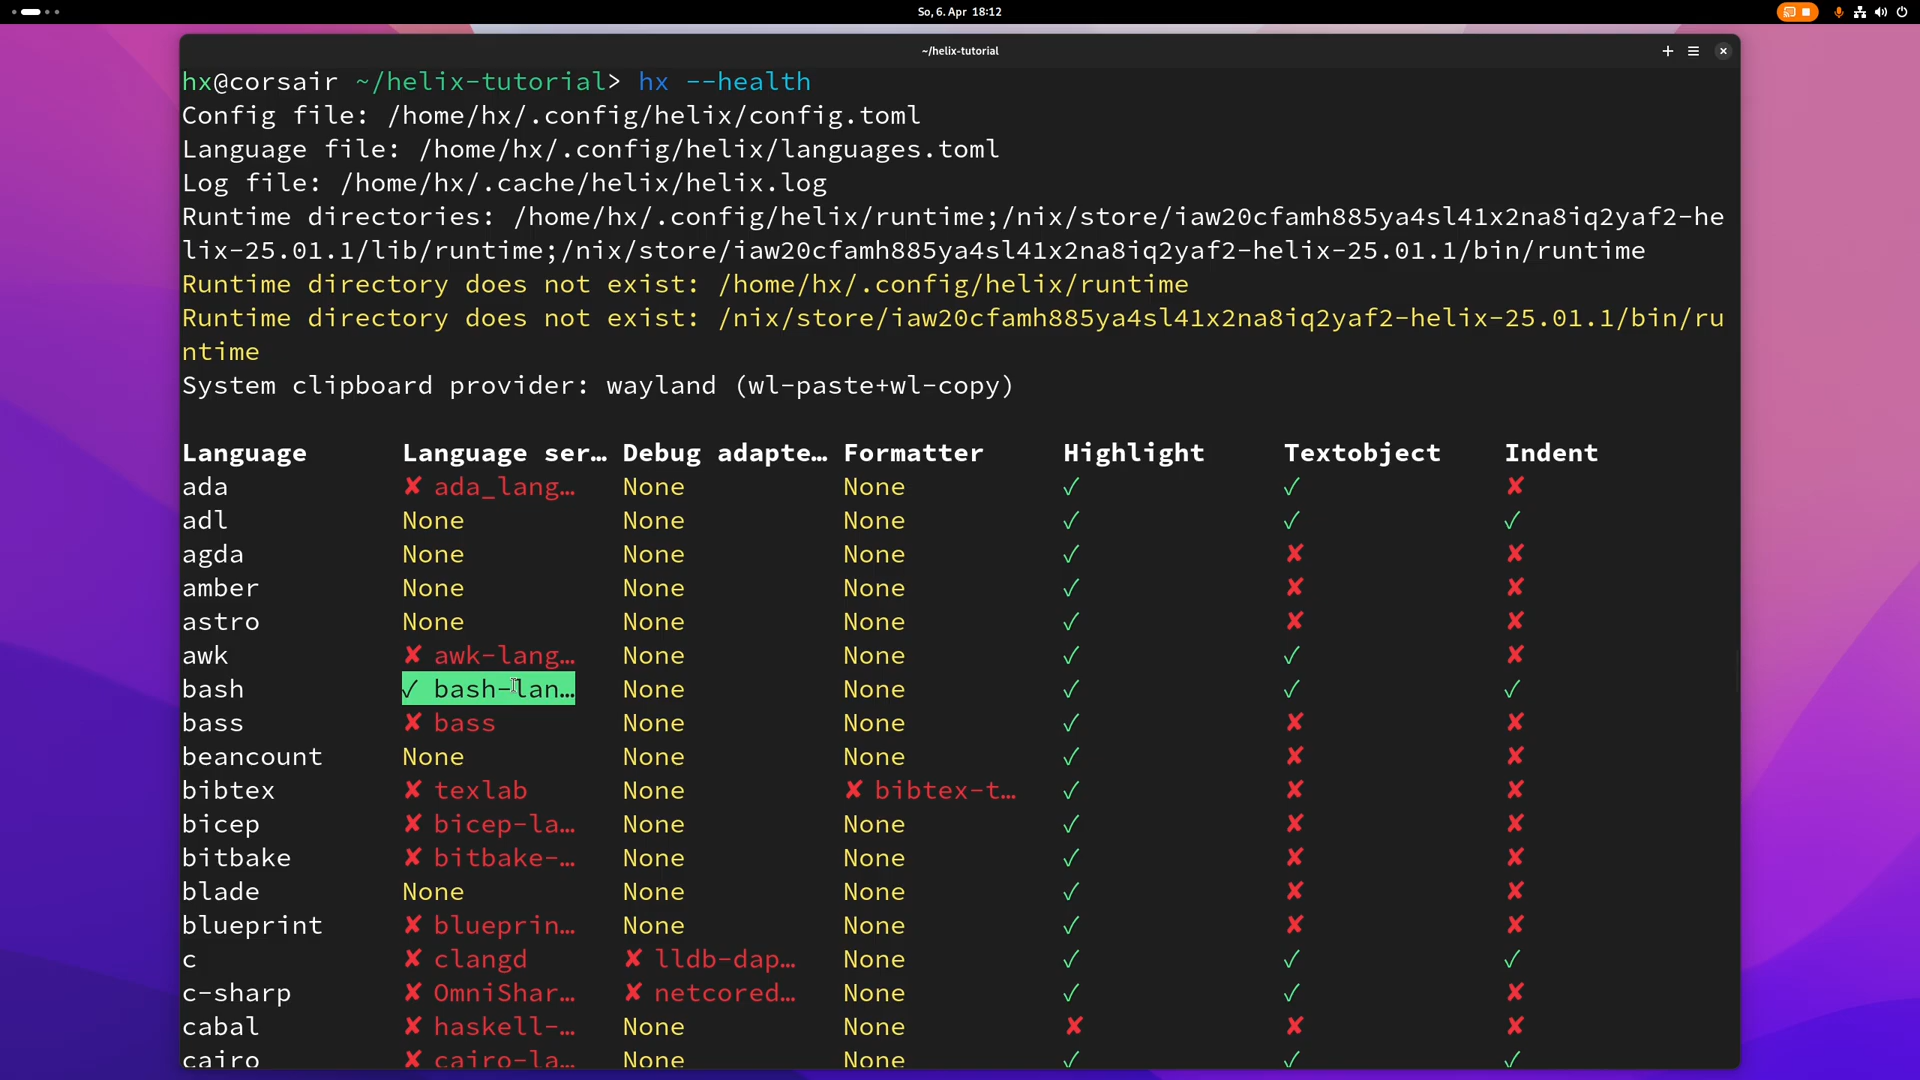 So, 6. Apr 18:12
~/helix-tutorial
hx@corsair ~/helix-tutorial> hx --health
Config file: /home/hx/.config/helix/config.toml
Language file: /home/hx/.config/helix/languages.toml
Log file: /home/hx/.cache/helix/helix.log
Runtime directories: /home/hx/.config/helix/runtime;/nix/store/iaw20cfamh885ya4sl41x2na8iq2yaf2-he
lix-25.01.1/lib/runtime;/nix/store/iaw20cfamh885ya4sl41x2na8iq2yaf2-helix-25.01.1/bin/runtime
Runtime directory does not exist: /home/hx/.config/helix/runtime
Runtime directory does not exist: /nix/store/iaw20cfamh885ya4sl41x2na8iq2yaf2-helix-25.01.1/bin/ru
ntime
System clipboard provider: wayland (wl-paste+wl-copy)
Language Language ser… Debug adapte… Formatter Highlight Textobject Indent
ada ✘ ada_lang… None None ✓ ✓ ✘
adl None None None ✓ ✓ ✓
agda None None None ✓ ✘ ✘
amber None None None ✓ ✘ ✘
astro None None None ✓ ✘ ✘
awk ✘ awk-lang… None None ✓ ✓ ✘
bash ✓ bash-lan… None None ✓ ✓ ✓
bass ✘ bass None None ✓ ✘ ✘
beancount None None None ✓ ✘ ✘
bibtex ✘ texlab None ✘ bibtex-t… ✓ ✘ ✘
bicep ✘ bicep-la… None None ✓ ✘ ✘
bitbake ✘ bitbake-… None None ✓ ✘ ✘
blade None None None ✓ ✘ ✘
blueprint ✘ blueprin… None None ✓ ✘ ✘
c ✘ clangd ✘ lldb-dap… None ✓ ✓ ✓
c-sharp ✘ OmniShar… ✘ netcored… None ✓ ✓ ✘
cabal ✘ haskell-… None None ✘ ✘ ✘
cairo ✘ cairo-la… None None ✓ ✓ ✓